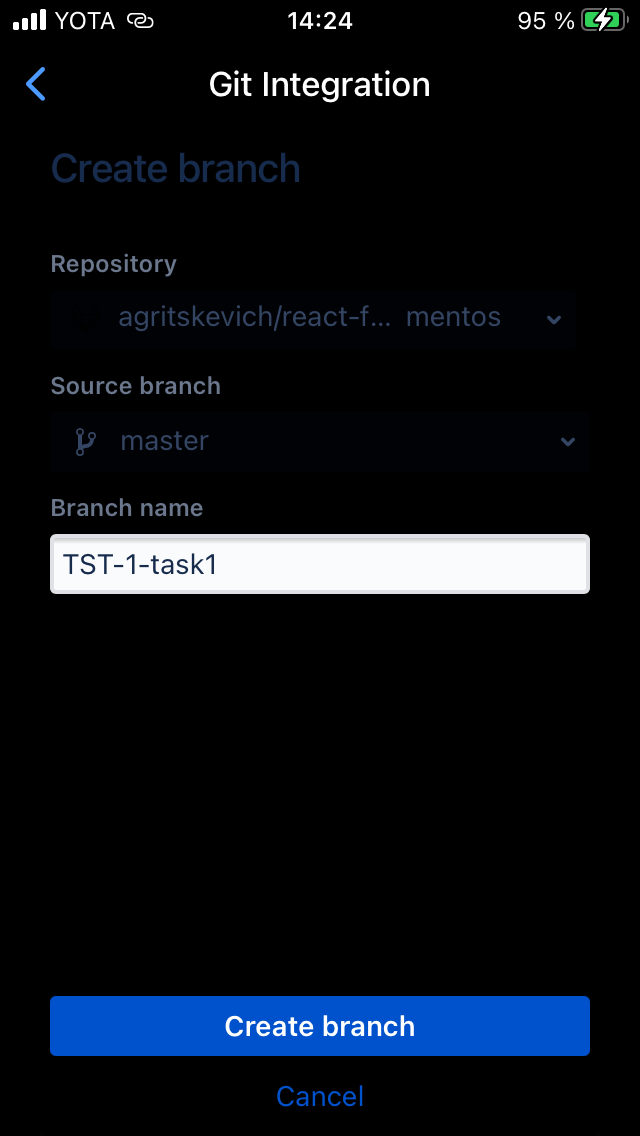 YOTA 14:24 95 %
Git Integration
Create branch
Repository
agritskevich/react-f... mentos
Source branch
master
Branch name
TST-1-task1
Create branch
Cancel